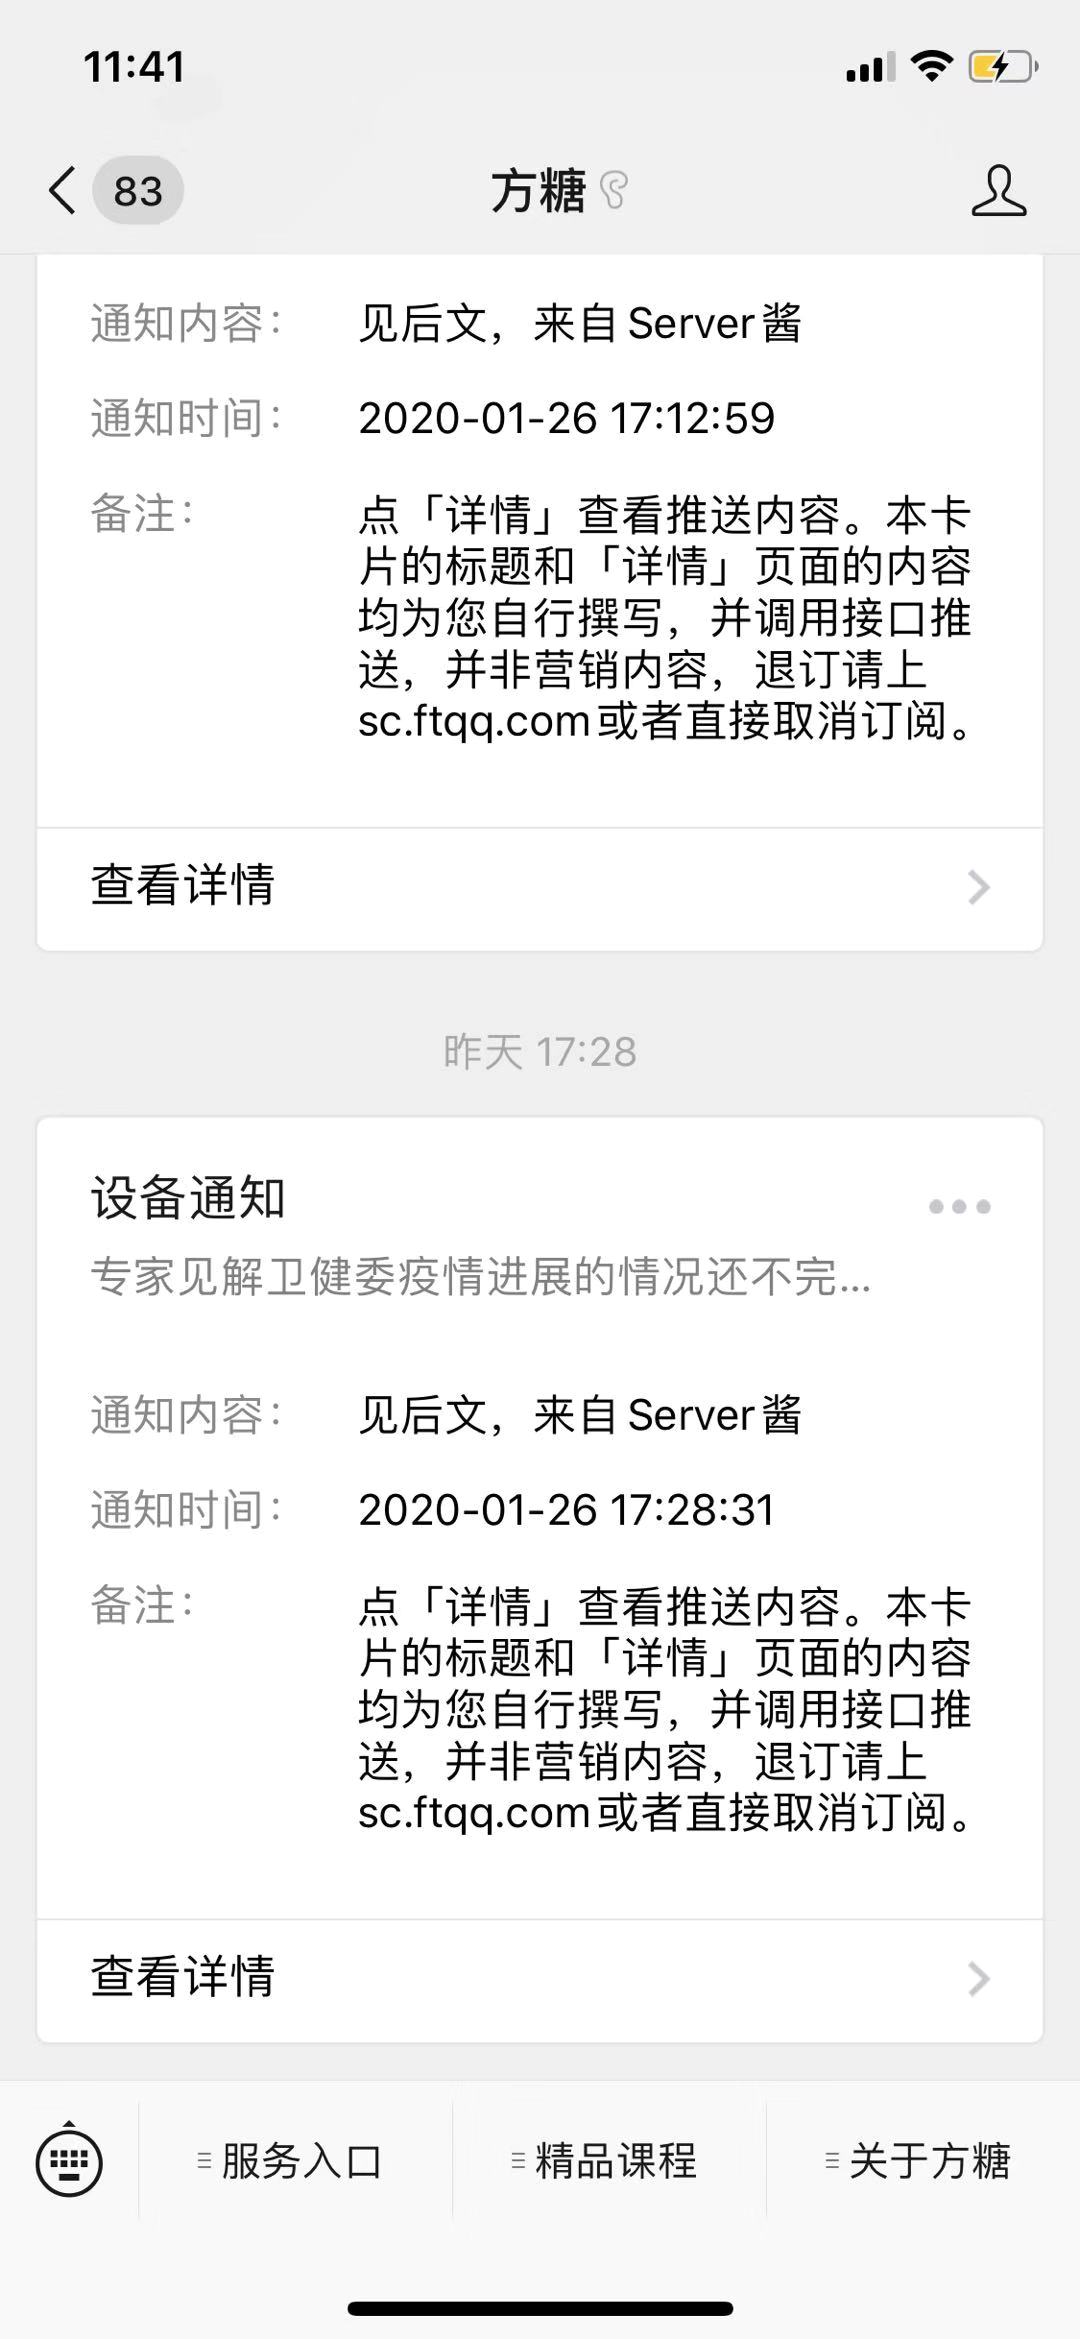 11:41
83
方糖
通知内容： 见后文，来自Server酱
通知时间： 2020-01-26 17:12:59
备注： 点「详情」查看推送内容。本卡
片的标题和「详情」页面的内容
均为您自行撰写，并调用接口推
送，并非营销内容，退订请上
sc.ftqq.com或者直接取消订阅。
查看详情
昨天 17:28
设备通知
专家见解卫健委疫情进展的情况还不完...
通知内容： 见后文，来自Server酱
通知时间： 2020-01-26 17:28:31
备注： 点「详情」查看推送内容。本卡
片的标题和「详情」页面的内容
均为您自行撰写，并调用接口推
送，并非营销内容，退订请上
sc.ftqq.com或者直接取消订阅。
查看详情
服务入口 精品课程 关于方糖